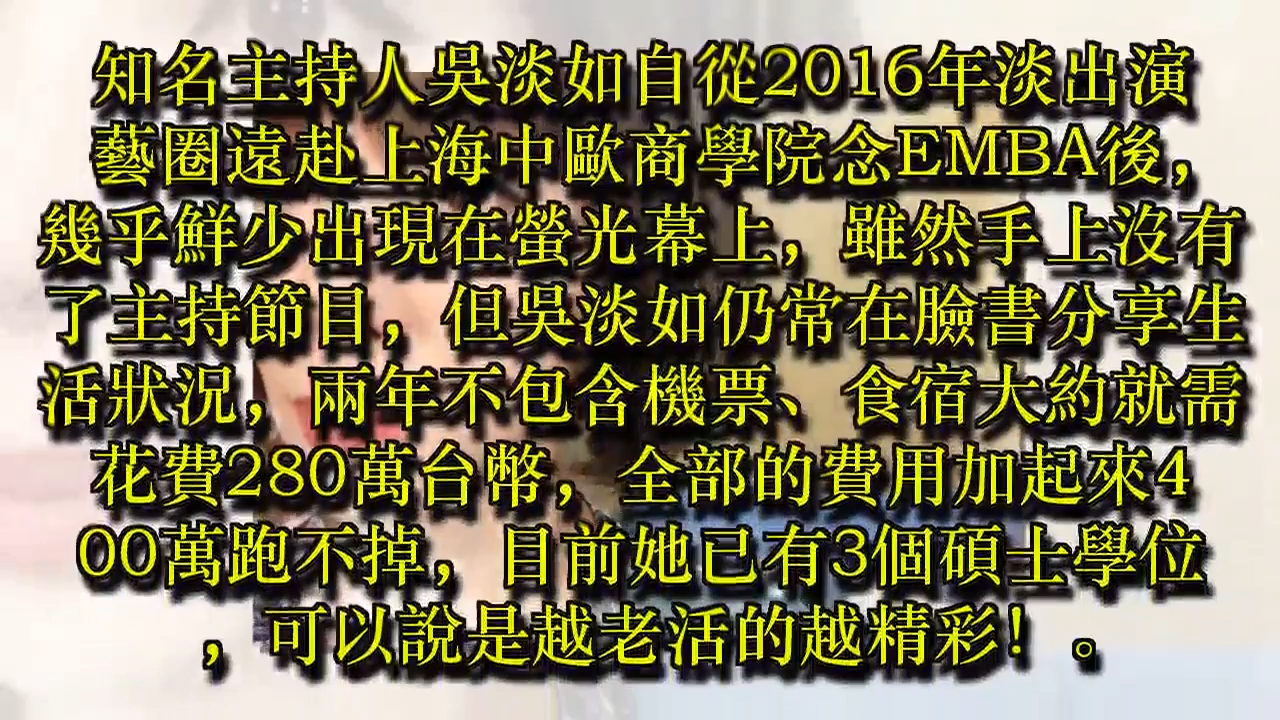 知名主持人吳淡如自從2016年淡出演
藝圈遠赴上海中歐商學院念EMBA後，
幾乎鮮少出現在螢光幕上，雖然手上沒有
了主持節目，但吳淡如仍常在臉書分享生
活狀況，兩年不包含機票、食宿大約就需
花費280萬台幣，全部的費用加起來4
00萬跑不掉，目前她已有3個碩士學位
，可以說是越老活的越精彩！。